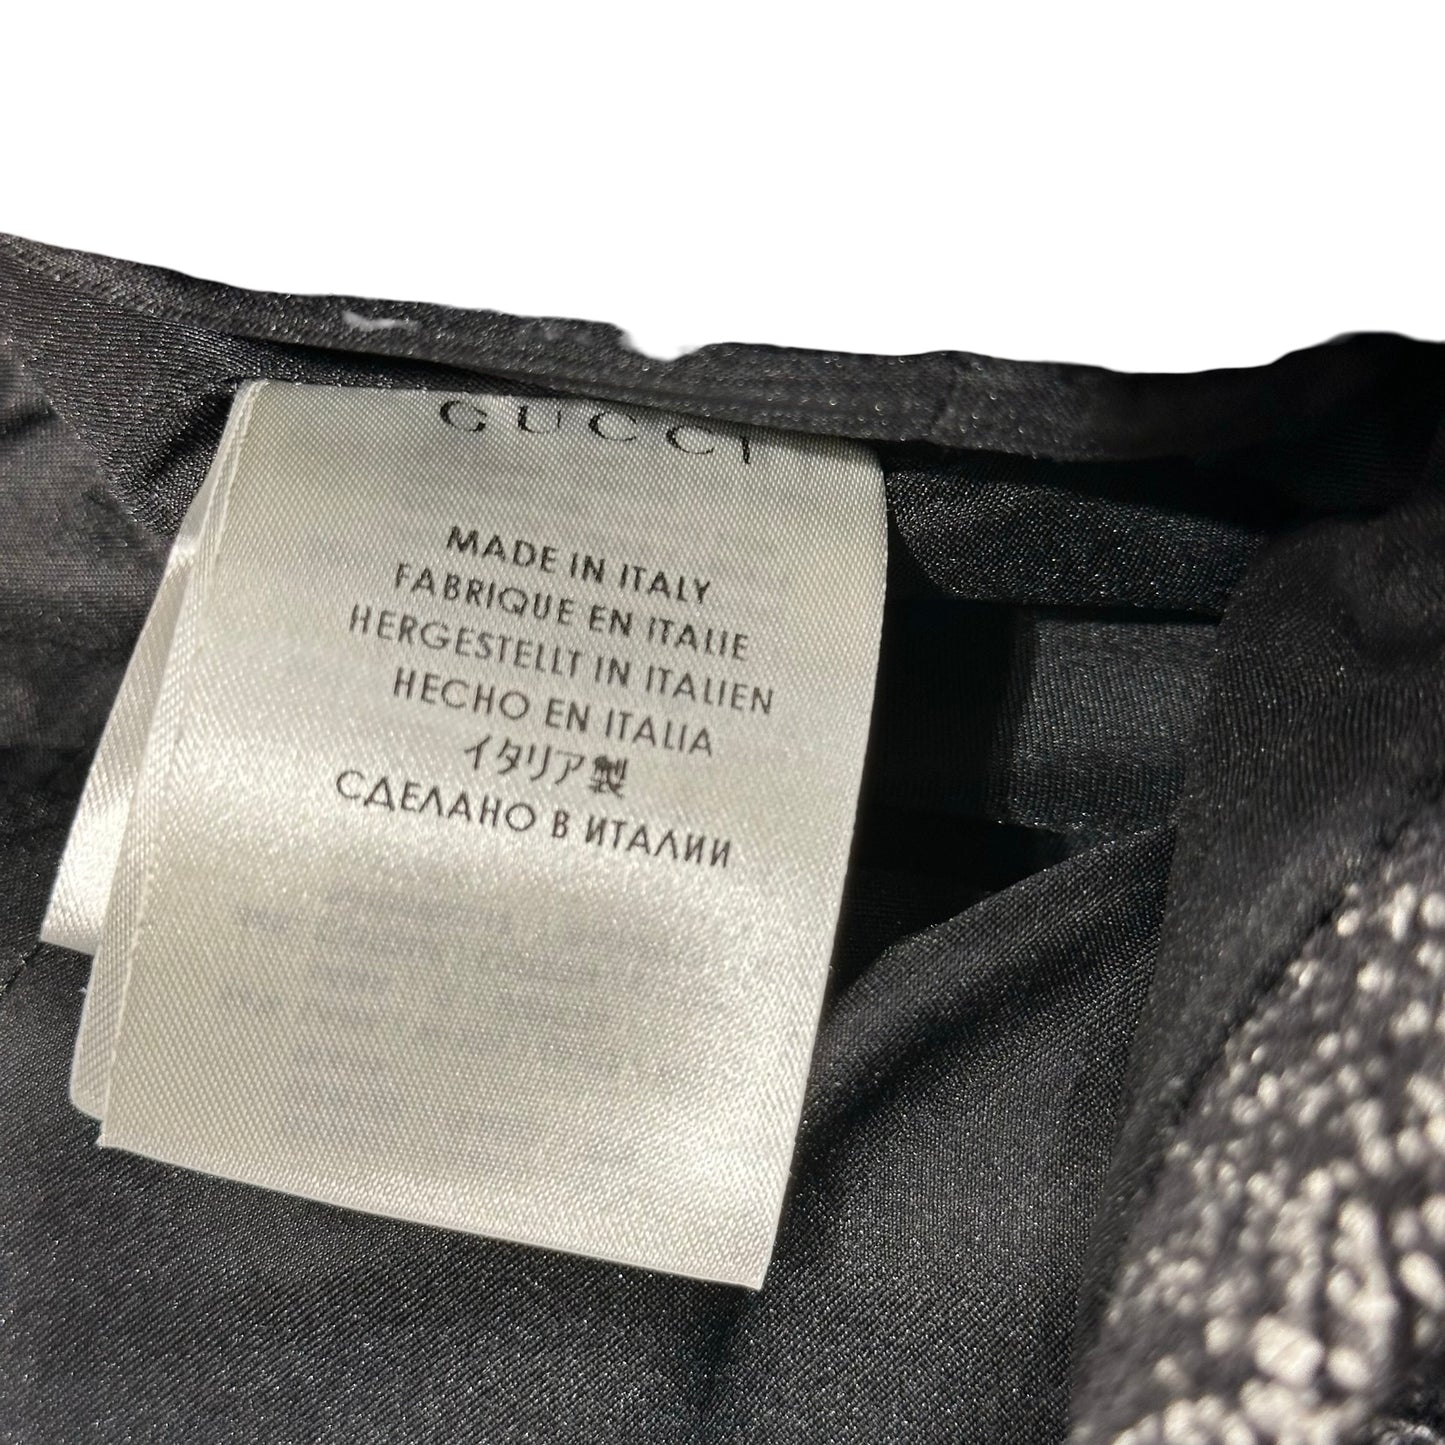 GUCCI
MADE IN ITALY
FABRIQUE EN ITALIE
HERGESTELLT IN ITALIEN
HECHO EN ITALIA
イタリア製
СДЕЛАНО В ИТАЛИИ